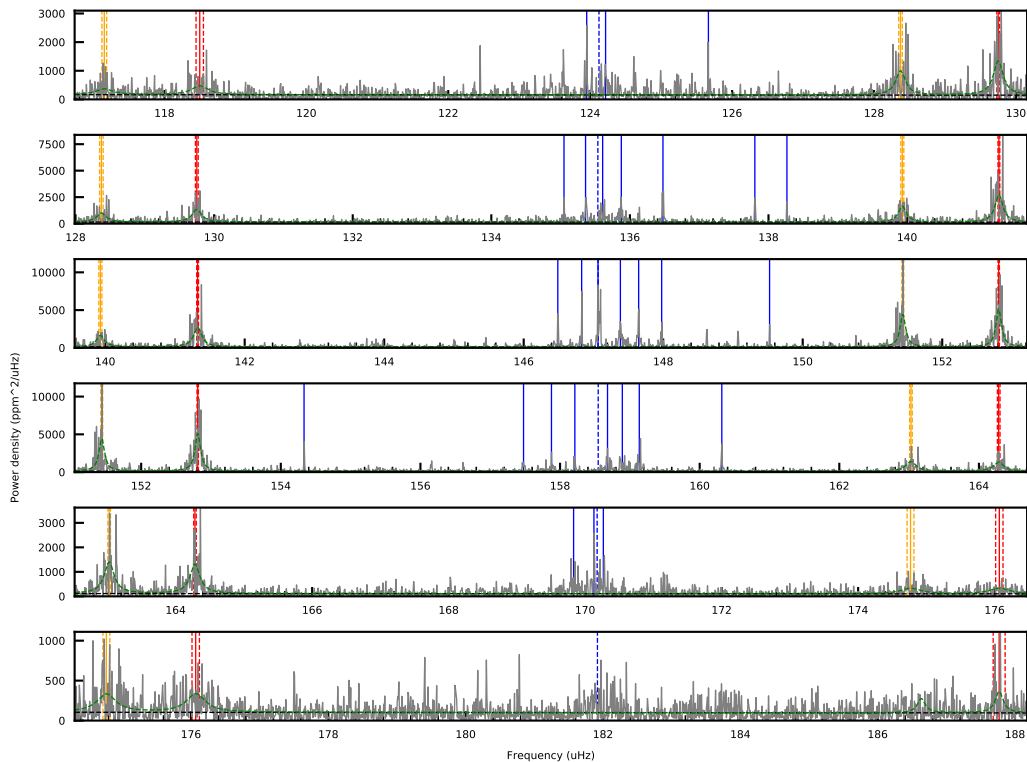 3000
2000
1000
0
118 120 122 124 126 128 130
7500
5000
2500
0
128 130 132 134 136 138 140
10000
5000
0
140 142 144 146 148 150 152
Power density (ppm^2/uHz)
10000
5000
0
152 154 156 158 160 162 164
3000
2000
1000
0
164 166 168 170 172 174 176
1000
500
0
176 178 180 182 184 186 188
Frequency (uHz)